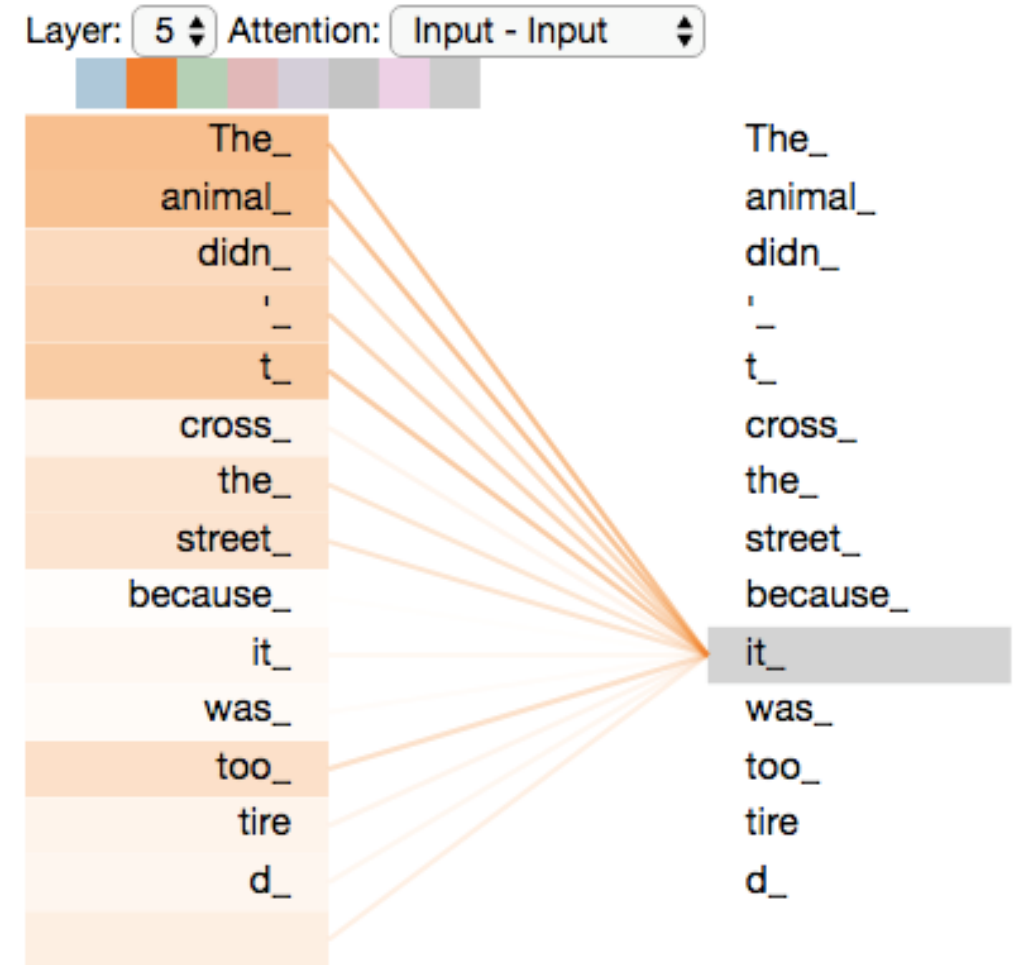 Layer: 5 Attention: Input - Input
The_ The_
animal_ animal_
didn_ didn_
'_ '_
t_ t_
cross_ cross_
the_ the_
street_ street_
because_ because_
it_ it_
was_ was_
too_ too_
tire tire
d_ d_